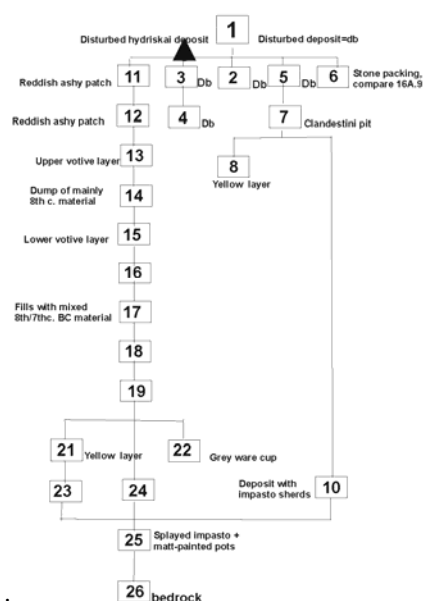 1
Disturbed hydriskai deposit
Disturbed deposit=db
Reddish ashy patch
11
3
Db
2
Db
5
Db
6
Stone packing,
compare 16A.9
Reddish ashy patch
12
4
Db
7
Clandestini pit
Upper votive layer
13
8
Yellow layer
Dump of mainly
8th c. material
14
Lower votive layer
15
16
Fills with mixed
8th/7thc. BC material
17
18
19
21
Yellow layer
22
Grey ware cup
23
24
Deposit with
impasto sherds
10
25
Splayed impasto +
matt-painted pots
26
bedrock
.